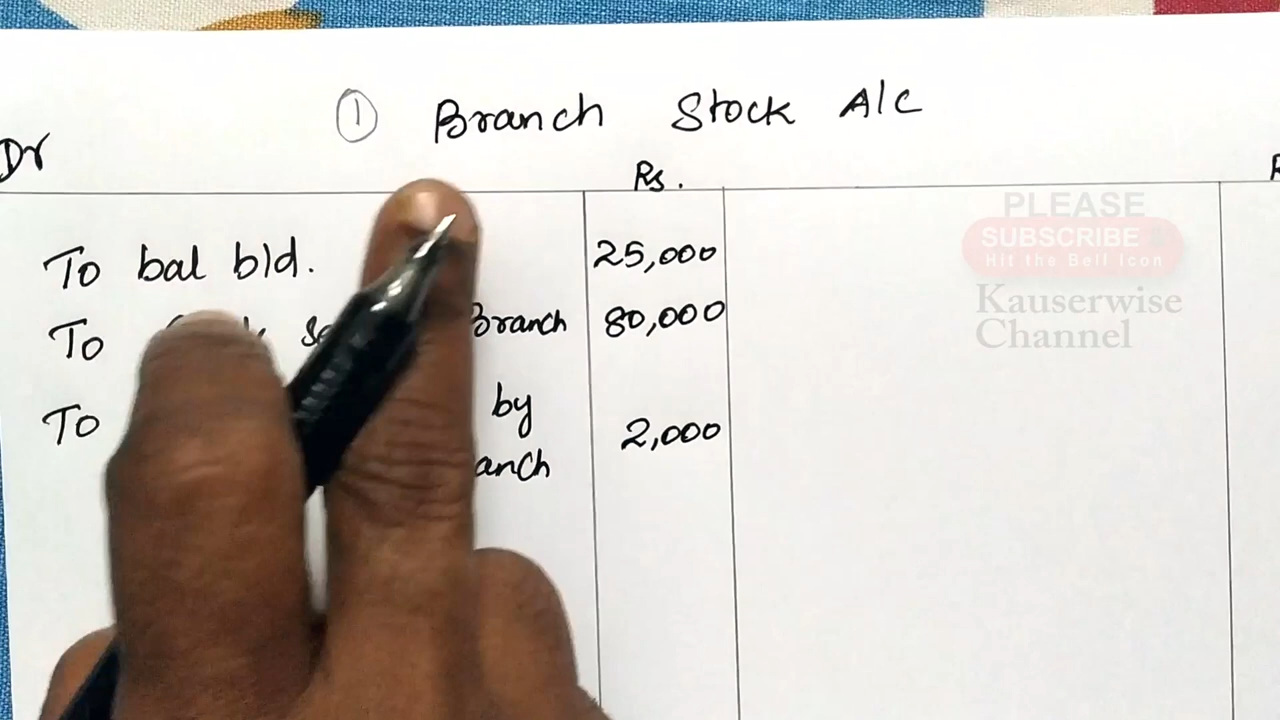 ① Branch Stock A/C
Dr
Rs.
To bal b/d. 25,000
To Branch 80,000
To by
anch 2,000
PLEASE
SUBSCRIBE
Hit the Bell Icon
Kauserwise
Channel